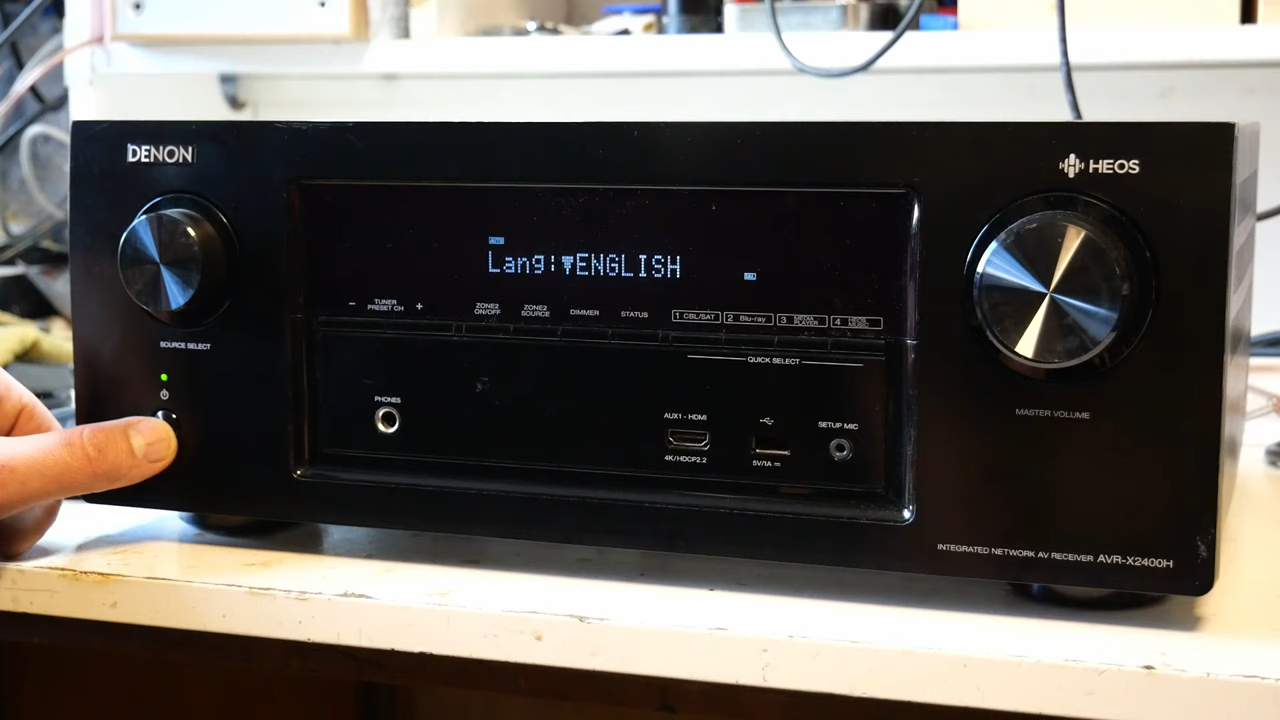 DENON
HEOS
AUTO
Lang:▼ENGLISH
− TUNER PRESET CH +
ZONE2 ON/OFF
ZONE2 SOURCE
DIMMER
STATUS
1 CBL/SAT
2 Blu-ray
3 MEDIA PLAYER
4 HEOS MUSIC
QUICK SELECT
SOURCE SELECT
PHONES
AUX1 - HDMI
4K/HDCP2.2
5V/1A
SETUP MIC
MASTER VOLUME
INTEGRATED NETWORK AV RECEIVER AVR-X2400H